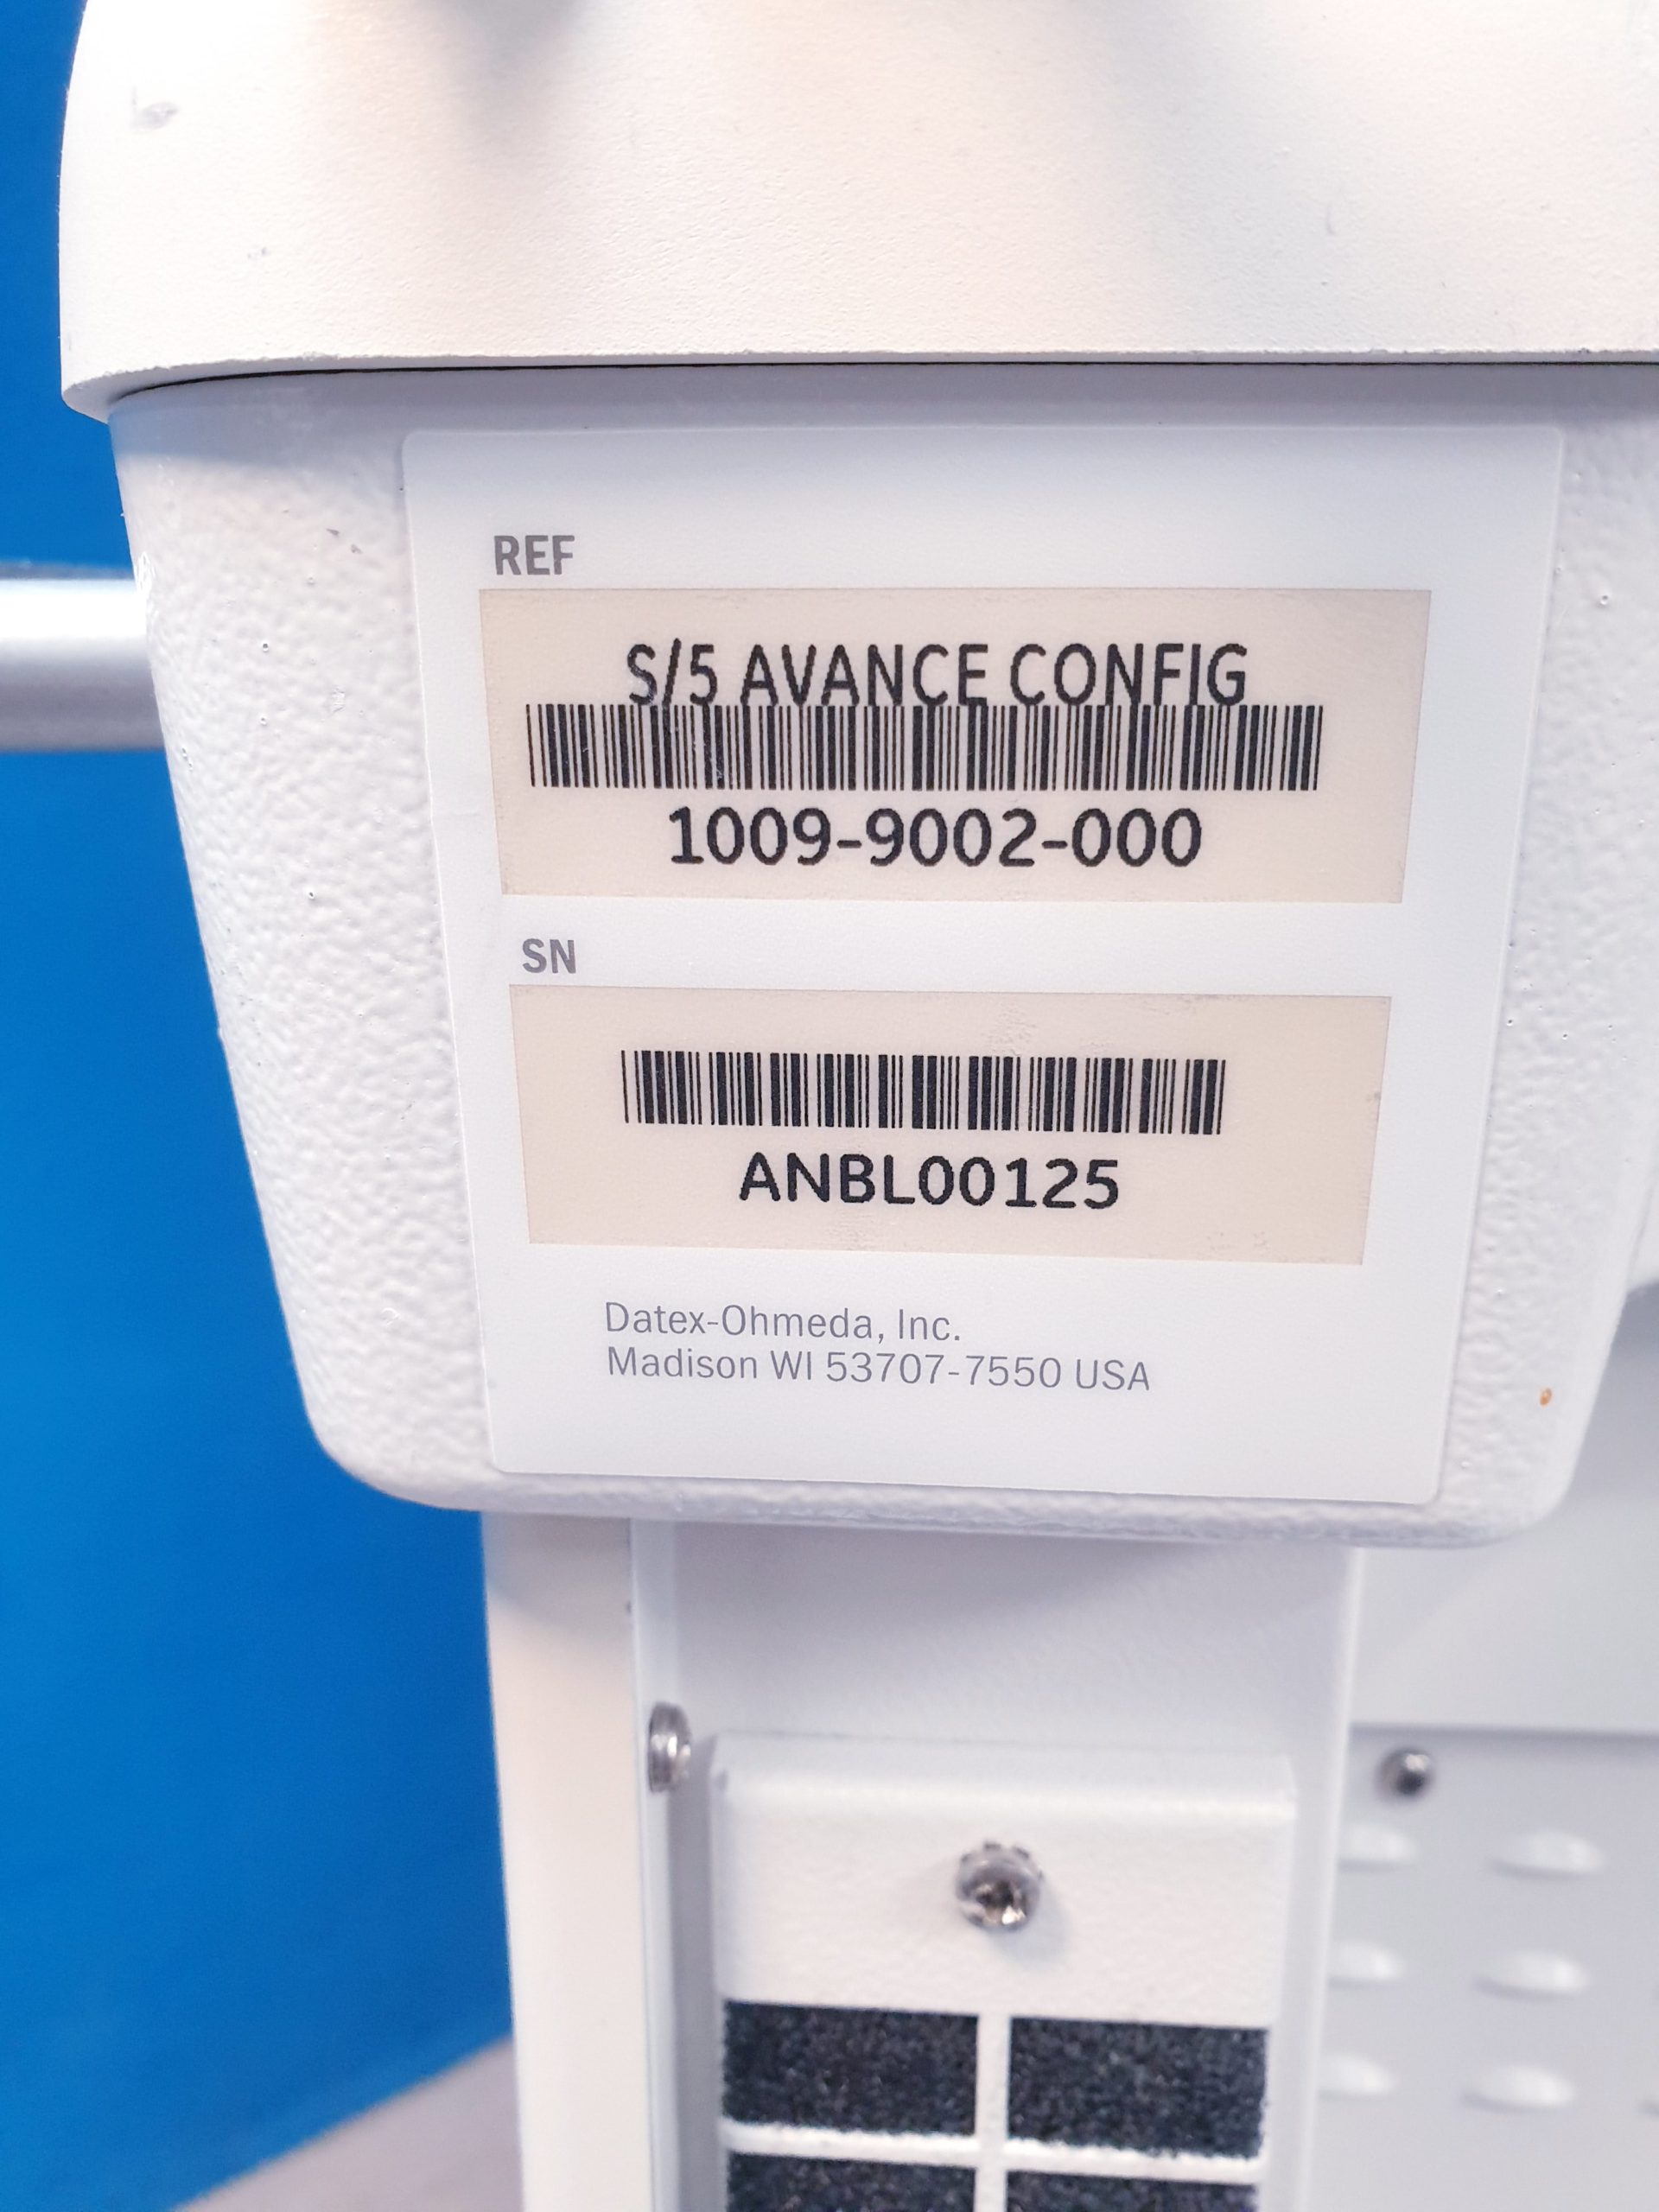 REF
S/5 AVANCE CONFIG
1009-9002-000
SN
ANBL00125
Datex-Ohmeda, Inc.
Madison WI 53707-7550 USA